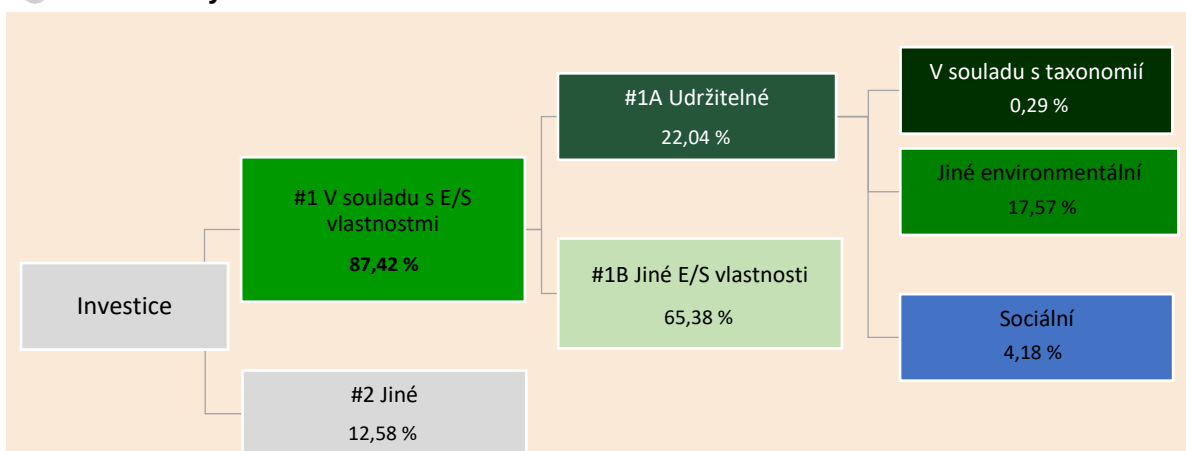 Investice
#1 V souladu s E/S
vlastnostmi
87,42 %
#2 Jiné
12,58 %
#1A Udržitelné
22,04 %
#1B Jiné E/S vlastnosti
65,38 %
V souladu s taxonomií
0,29 %
Jiné environmentální
17,57 %
Sociální
4,18 %